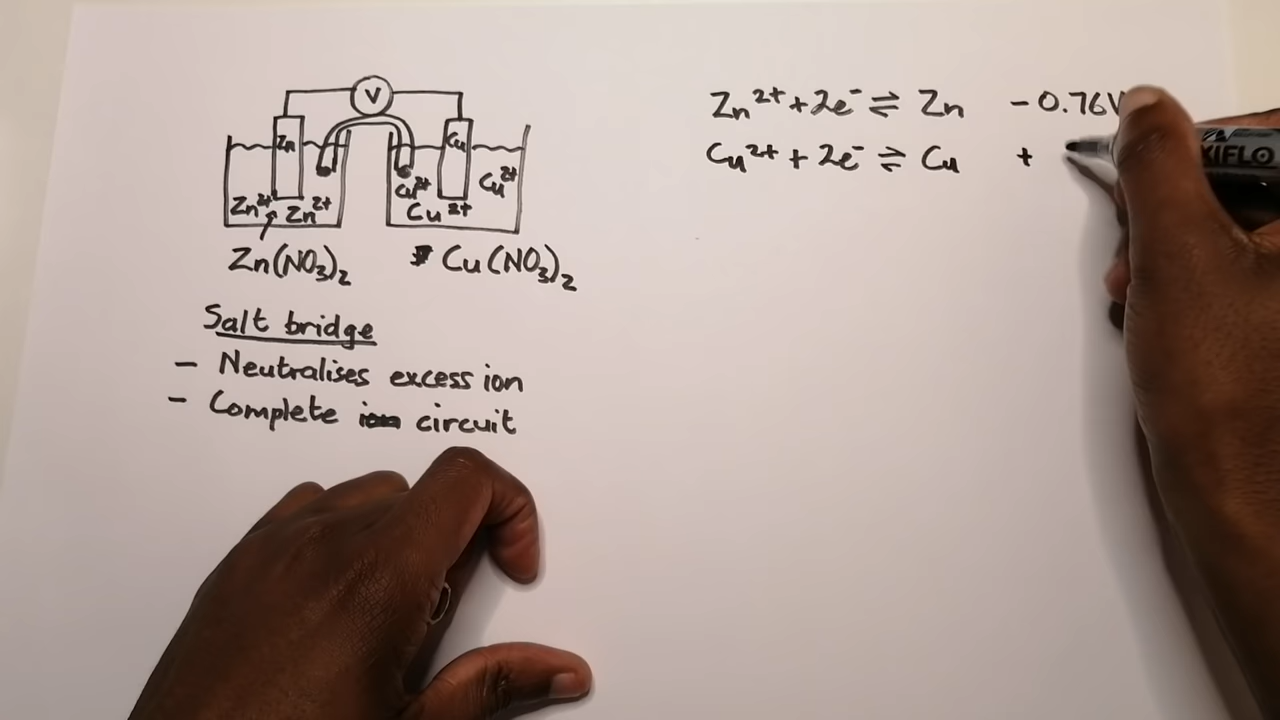 V
Zn
Cu
Zn²⁺ Zn²⁺
Cu²⁺ Cu²⁺
Cu²⁺
Zn(NO₃)₂
Cu(NO₃)₂
Salt bridge
- Neutralises excess ion
- Complete circuit
Zn²⁺ + 2e⁻ ⇌ Zn - 0.76V
Cu²⁺ + 2e⁻ ⇌ Cu +
XIFLO